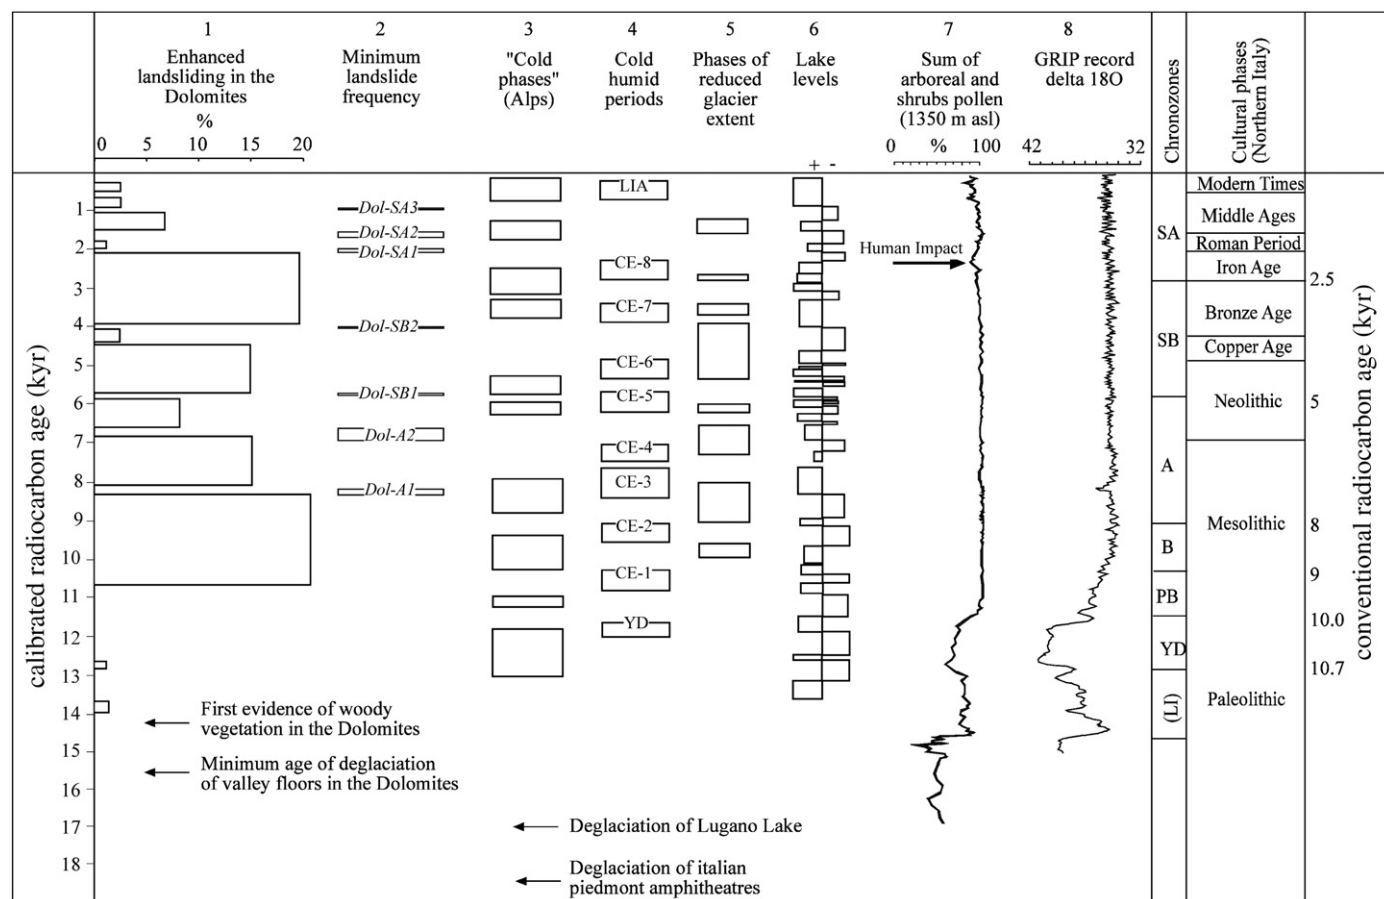 1
Enhanced
landsliding in the
Dolomites
%
0 5 10 15 20
2
Minimum
landslide
frequency
3
"Cold
phases"
(Alps)
4
Cold
humid
periods
5
Phases of
reduced
glacier
extent
6
Lake
levels
+ -
7
Sum of
arboreal and
shrubs pollen
(1350 m asl)
0 % 100
8
GRIP record
delta 18O
42 32
Chronozones
Cultural phases
(Northern Italy)
calibrated radiocarbon age (kyr)
1
2
3
4
5
6
7
8
9
10
11
12
13
14
15
16
17
18
Dol-SA3
Dol-SA2
Dol-SA1
Dol-SB2
Dol-SB1
Dol-A2
Dol-A1
LIA
CE-8
CE-7
CE-6
CE-5
CE-4
CE-3
CE-2
CE-1
YD
Human Impact
First evidence of woody
vegetation in the Dolomites
Minimum age of deglaciation
of valley floors in the Dolomites
Deglaciation of Lugano Lake
Deglaciation of italian
piedmont amphitheatres
SA
SB
A
B
PB
YD
(LI)
Modern Times
Middle Ages
Roman Period
Iron Age
Bronze Age
Copper Age
Neolithic
Mesolithic
Paleolithic
2.5
5
8
9
10.0
10.7
conventional radiocarbon age (kyr)